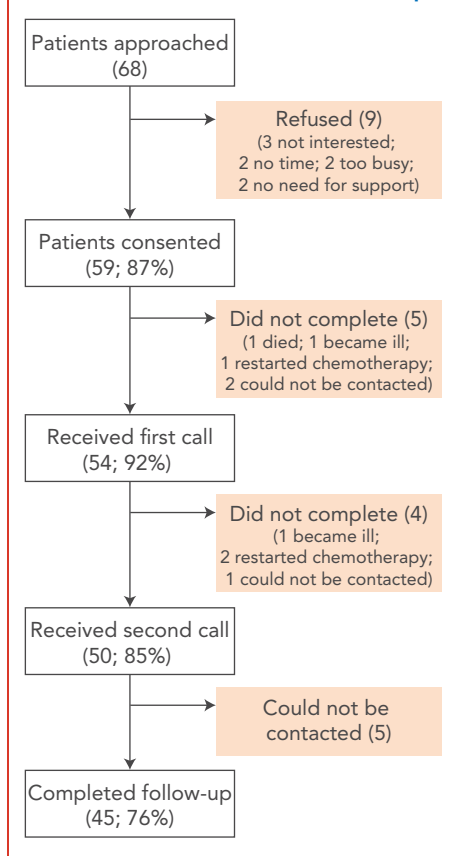 Patients approached
(68)
Refused (9)
(3 not interested;
2 no time; 2 too busy;
2 no need for support)
Patients consented
(59; 87%)
Did not complete (5)
(1 died; 1 became ill;
1 restarted chemotherapy;
2 could not be contacted)
Received first call
(54; 92%)
Did not complete (4)
(1 became ill;
2 restarted chemotherapy;
1 could not be contacted)
Received second call
(50; 85%)
Could not be
contacted (5)
Completed follow-up
(45; 76%)